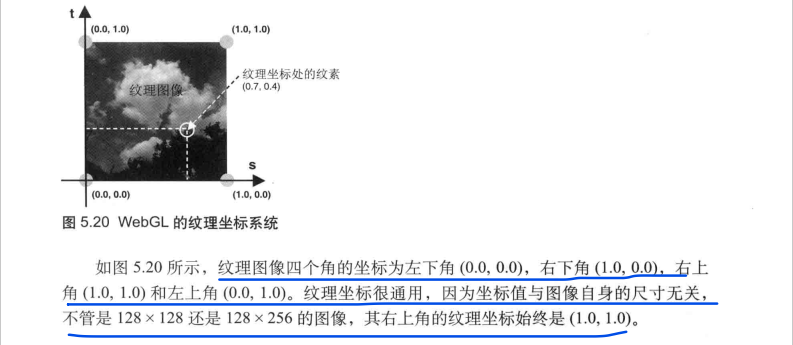 t
(0.0, 1.0)
(1.0, 1.0)
纹理坐标处的纹素
(0.7, 0.4)
纹理图像
s
(0.0, 0.0)
(1.0, 0.0)
图 5.20 WebGL 的纹理坐标系统
如图 5.20 所示，纹理图像四个角的坐标为左下角 (0.0, 0.0)，右下角 (1.0, 0.0)，右上
角 (1.0, 1.0) 和左上角 (0.0, 1.0)。纹理坐标很通用，因为坐标值与图像自身的尺寸无关，
不管是 128 × 128 还是 128 × 256 的图像，其右上角的纹理坐标始终是 (1.0, 1.0)。